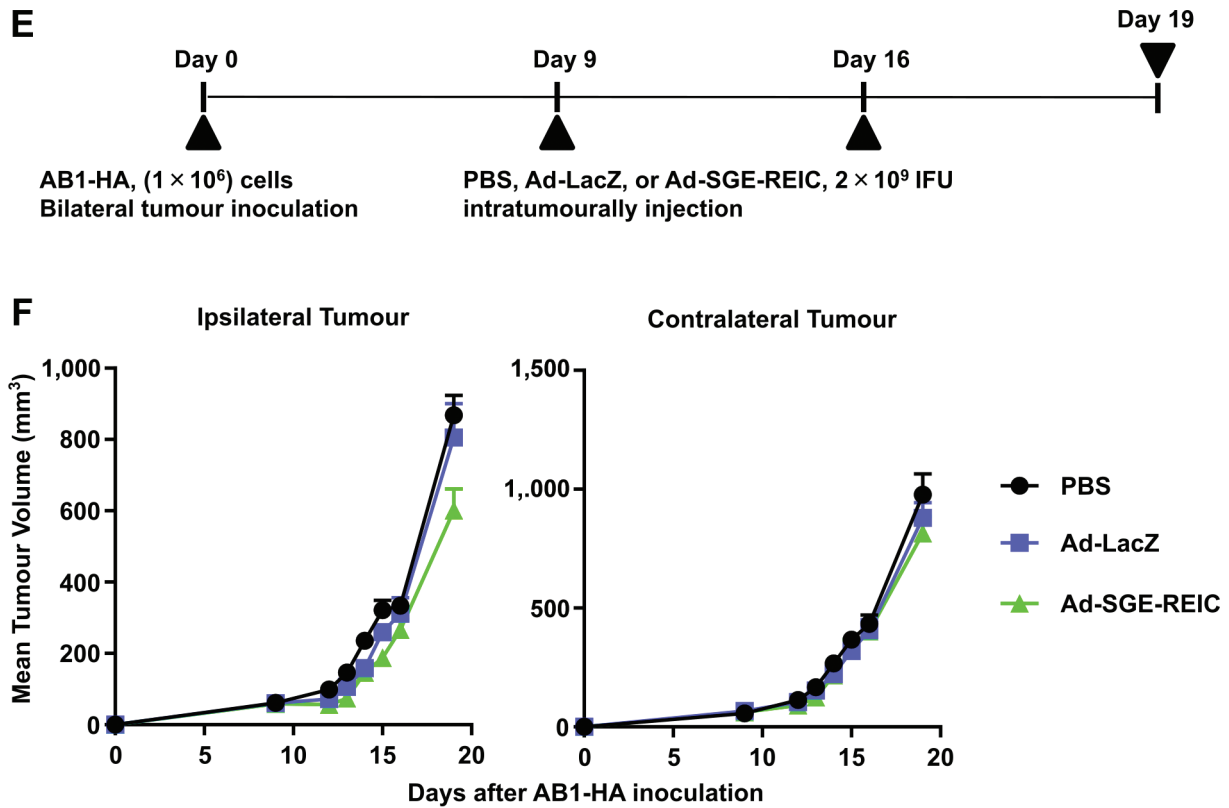 E
Day 0
Day 9
Day 16
Day 19
AB1-HA, (1 × 10⁶) cells
Bilateral tumour inoculation
PBS, Ad-LacZ, or Ad-SGE-REIC, 2 × 10⁹ IFU
intratumourally injection
F
Ipsilateral Tumour
Contralateral Tumour
Mean Tumour Volume (mm³)
1,000
800
600
400
200
0
0
5
10
15
20
1,500
1,.000
500
0
0
5
10
15
20
PBS
Ad-LacZ
Ad-SGE-REIC
Days after AB1-HA inoculation